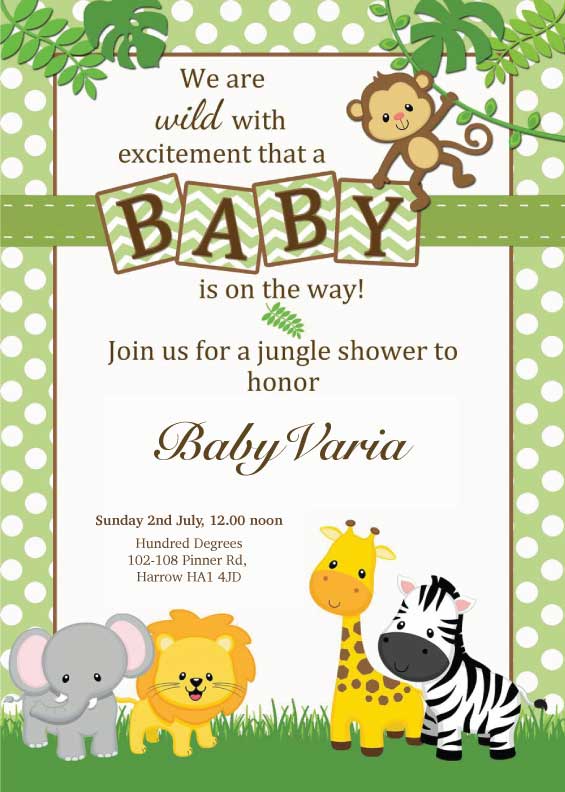 We are
wild with
excitement that a
BABY
is on the way!
Join us for a jungle shower to
honor
Baby Varia
Sunday 2nd July, 12.00 noon
Hundred Degrees
102-108 Pinner Rd,
Harrow HA1 4JD